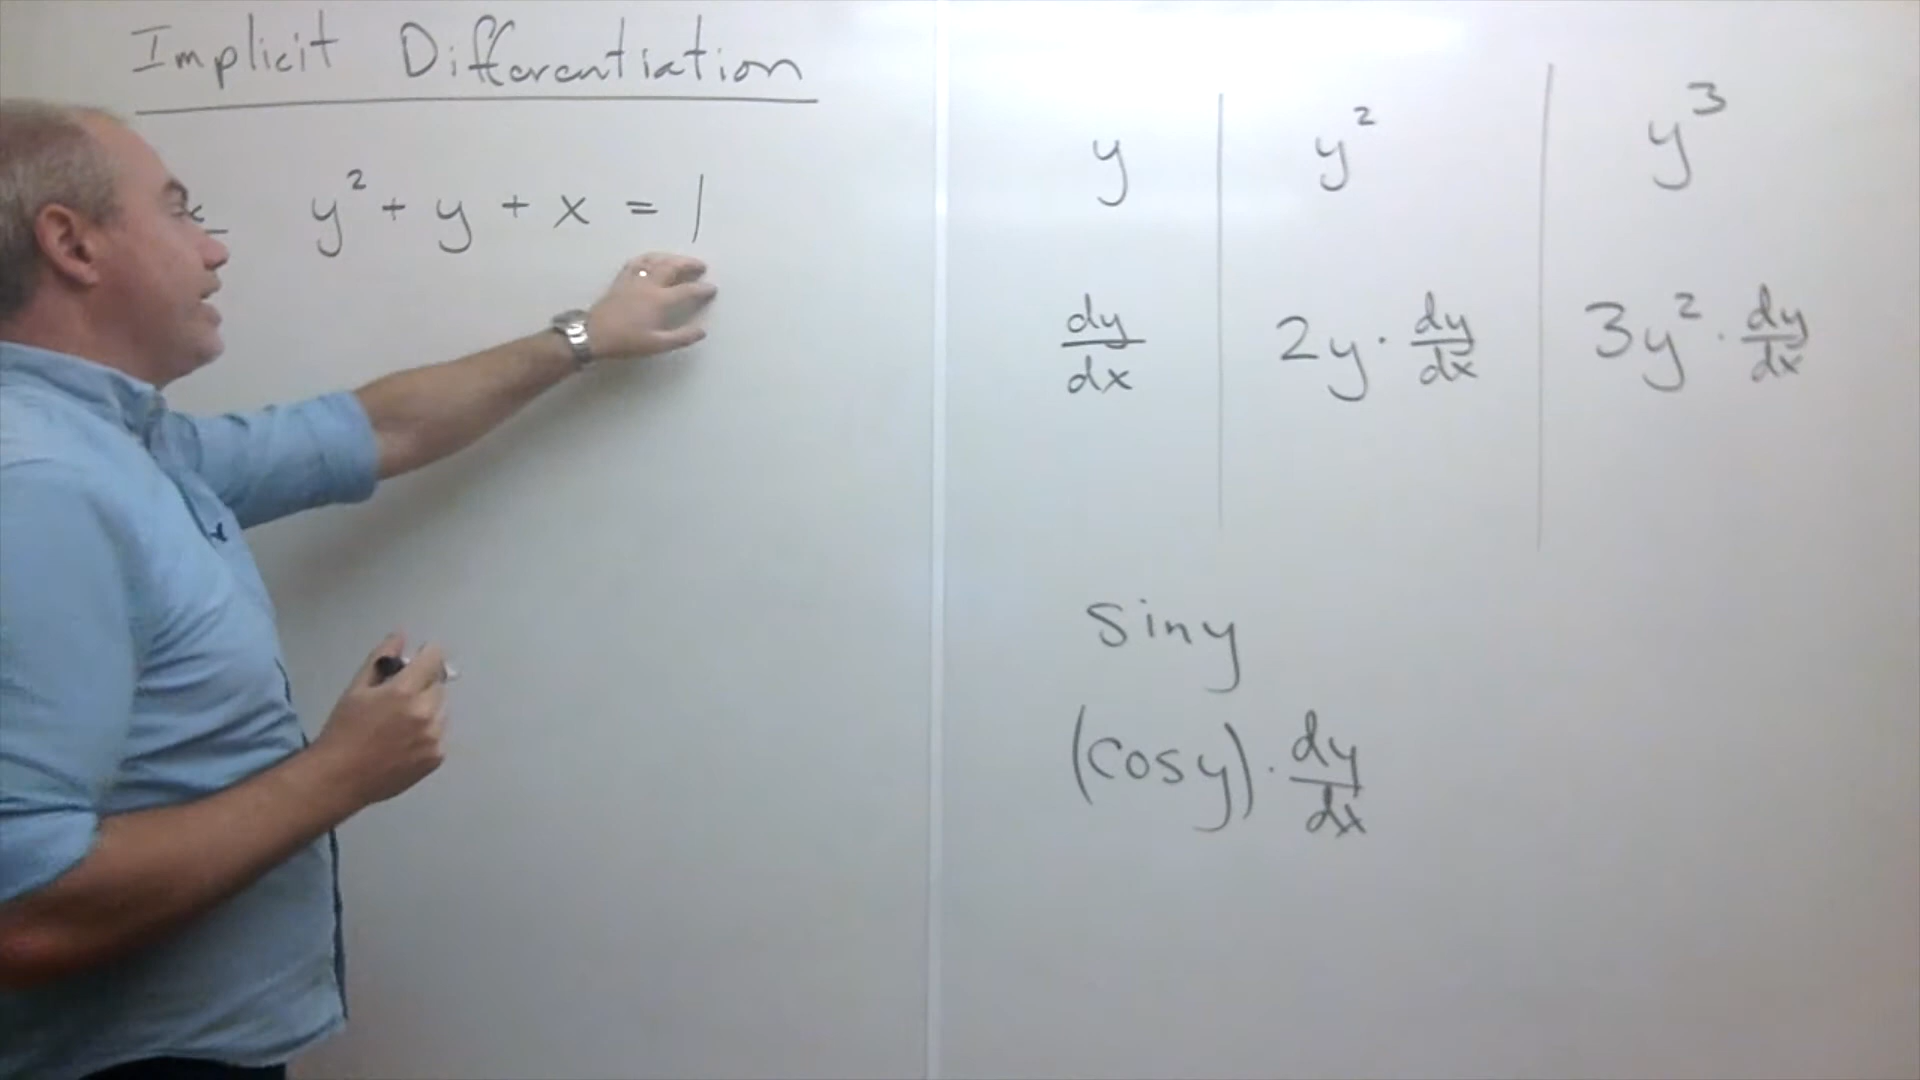 Implicit Differentiation
y² + y + x = 1
y | y² | y³
dy/dx | 2y · dy/dx | 3y² · dy/dx
sin y
(cos y) · dy/dx